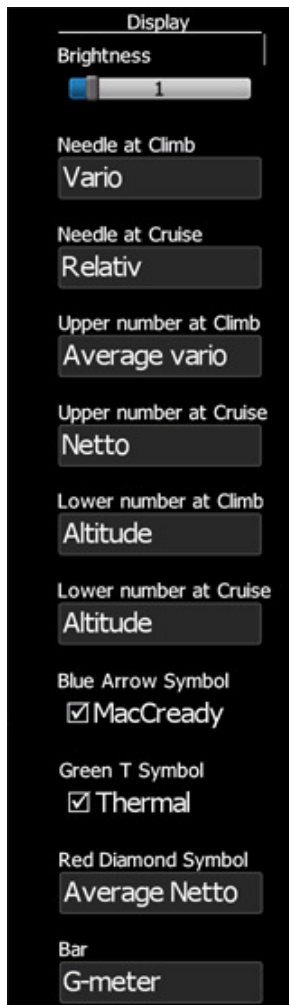 Display
Brightness
1
Needle at Climb
Vario
Needle at Cruise
Relativ
Upper number at Climb
Average vario
Upper number at Cruise
Netto
Lower number at Climb
Altitude
Lower number at Cruise
Altitude
Blue Arrow Symbol
MacCready
Green T Symbol
Thermal
Red Diamond Symbol
Average Netto
Bar
G-meter